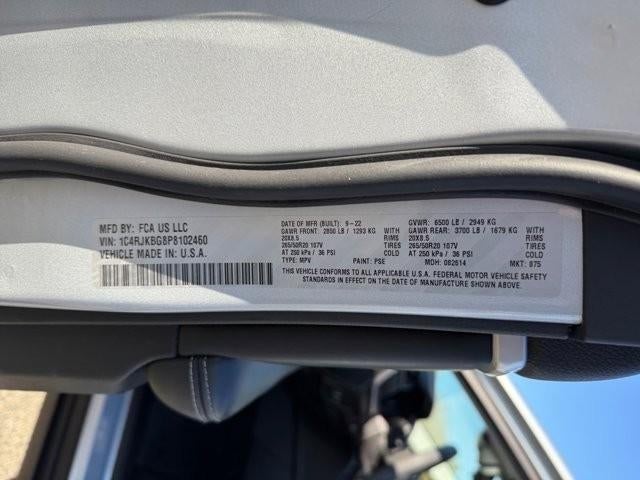 MFD BY: FCA US LLC
VIN: 1C4RJKBG8P8102460
VEHICLE MADE IN: U.S.A.
DATE OF MFR (BUILT): 9-22 GVWR: 6500 LB / 2949 KG
GAWR FRONT: 2850 LB / 1293 KG WITH GAWR REAR: 3700 LB / 1679 KG WITH
20X8.5 RIMS 20X8.5 RIMS
265/50R20 107V TIRES 265/50R20 107V TIRES
AT 250 kPa / 36 PSI COLD AT 250 kPa / 36 PSI COLD
TYPE: MPV PAINT: PSE MDH: 082614 MKT: 875
THIS VEHICLE CONFORMS TO ALL APPLICABLE U.S.A. FEDERAL MOTOR VEHICLE SAFETY
STANDARDS IN EFFECT ON THE DATE OF MANUFACTURE SHOWN ABOVE.